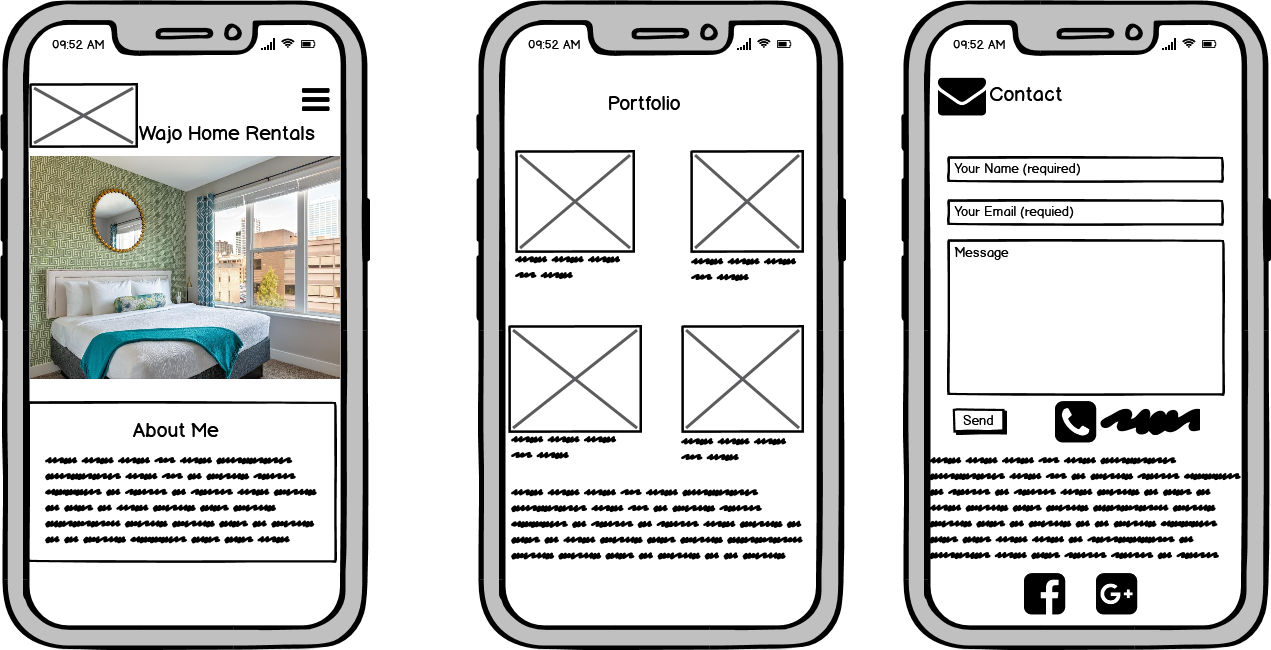 09:52 AM
Wajo Home Rentals
About Me
09:52 AM
Portfolio
09:52 AM
Contact
Your Name (required)
Your Email (requied)
Message
Send
f
G+